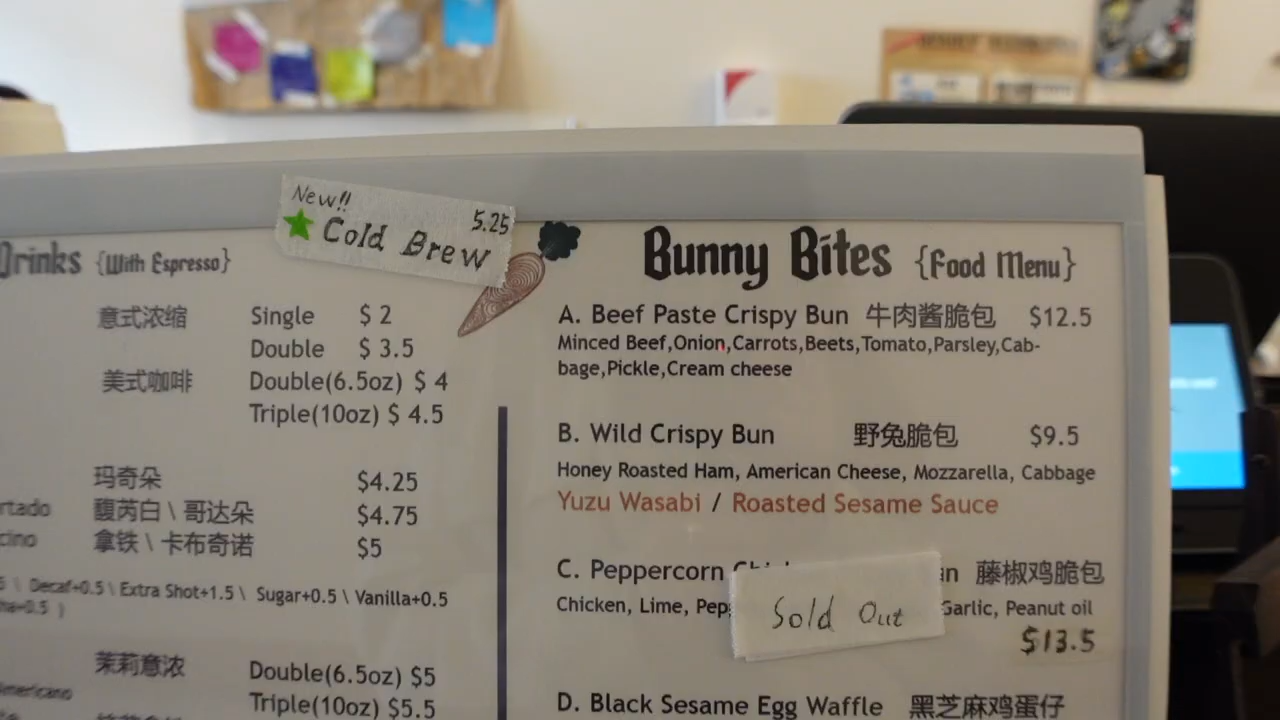 New!!
5.25
Cold Brew
Drinks {With Espresso}
意式浓缩 Single $ 2
Double $ 3.5
美式咖啡 Double(6.5oz) $ 4
Triple(10oz) $ 4.5
玛奇朵 $4.25
rtado 馥芮白 \ 哥达朵 $4.75
cino 拿铁 \ 卡布奇诺 $5
Decaf+0.5 \ Extra Shot+1.5 \ Sugar+0.5 \ Vanilla+0.5
+0.5 )
茉莉意浓 Double(6.5oz) $5
Americano Triple(10oz) $5.5
Bunny Bites {Food Menu}
A. Beef Paste Crispy Bun 牛肉酱脆包 $12.5
Minced Beef,Onion,Carrots,Beets,Tomato,Parsley,Cab-
bage,Pickle,Cream cheese
B. Wild Crispy Bun 野兔脆包 $9.5
Honey Roasted Ham, American Cheese, Mozzarella, Cabbage
Yuzu Wasabi / Roasted Sesame Sauce
C. Peppercorn 藤椒鸡脆包
Chicken, Lime, Pep Garlic, Peanut oil
Sold Out
$13.5
D. Black Sesame Egg Waffle 黑芝麻鸡蛋仔